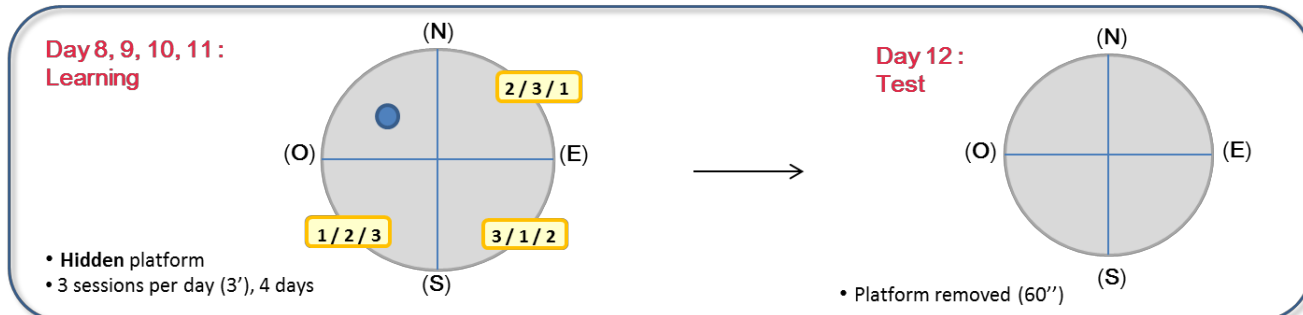 Day 8, 9, 10, 11 :
Learning
(N)
2 / 3 / 1
(O)
(E)
1 / 2 / 3
3 / 1 / 2
(S)
• Hidden platform
• 3 sessions per day (3’), 4 days
Day 12 :
Test
(N)
(O)
(E)
(S)
• Platform removed (60’’)